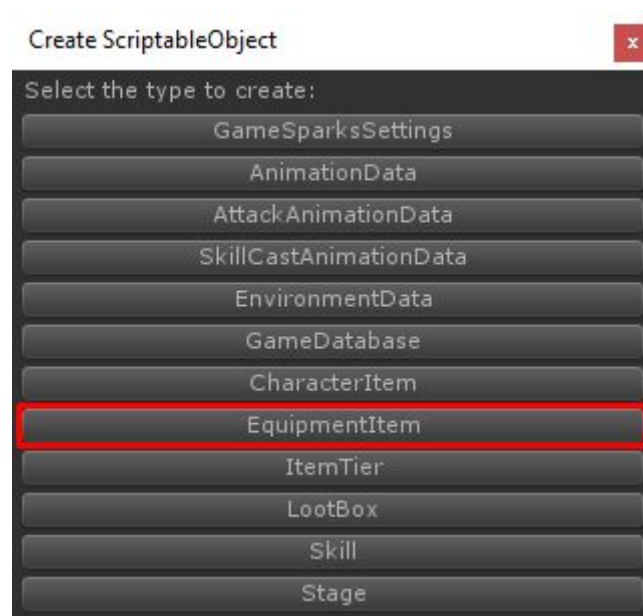 Create ScriptableObject
x
Select the type to create:
GameSparksSettings
AnimationData
AttackAnimationData
SkillCastAnimationData
EnvironmentData
GameDatabase
CharacterItem
EquipmentItem
ItemTier
LootBox
Skill
Stage